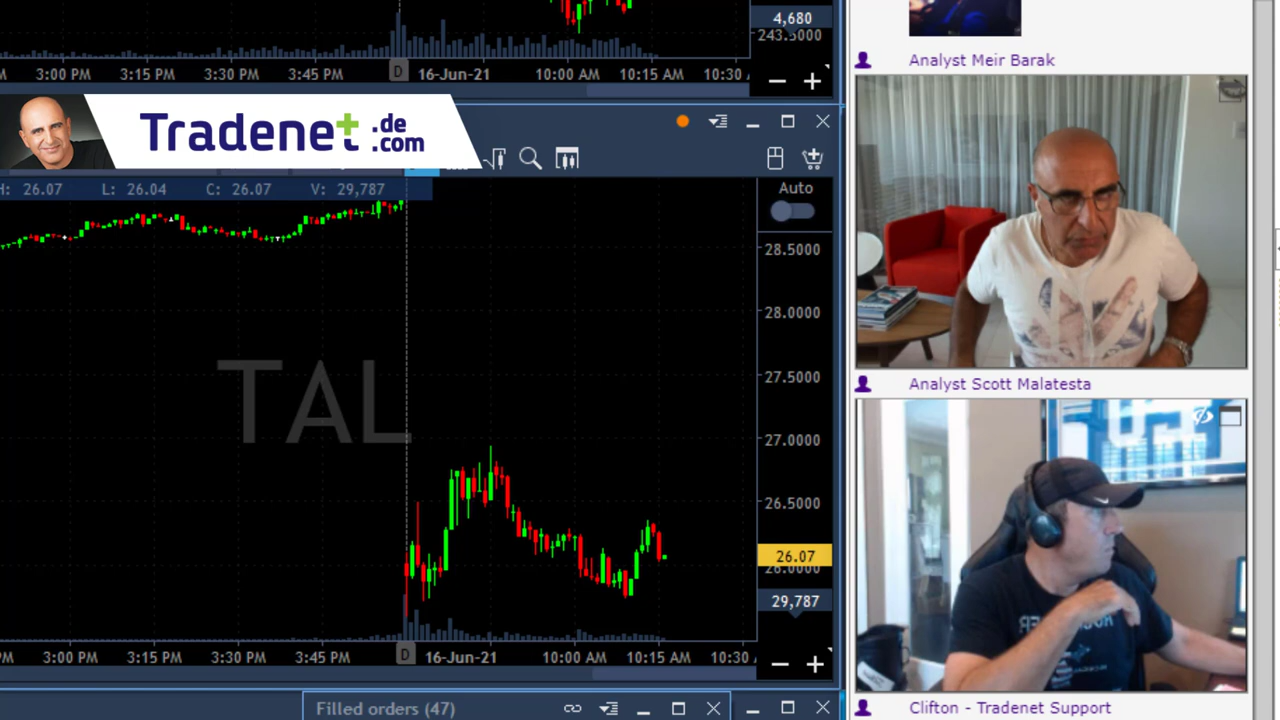 4,680
243.5000
M 3:00 PM 3:15 PM 3:30 PM 3:45 PM D 16-Jun-21 10:00 AM 10:15 AM 10:30
Analyst Meir Barak
Tradenet .de
.com
H: 26.07 L: 26.04 C: 26.07 V: 29,787
Auto
28.5000
28.0000
27.5000
TAL
27.0000
26.5000
26.07
26.0000
29,787
PM 3:00 PM 3:15 PM 3:30 PM 3:45 PM D 16-Jun-21 10:00 AM 10:15 AM 10:30
Analyst Scott Malatesta
Filled orders (47)
Clifton - Tradenet Support